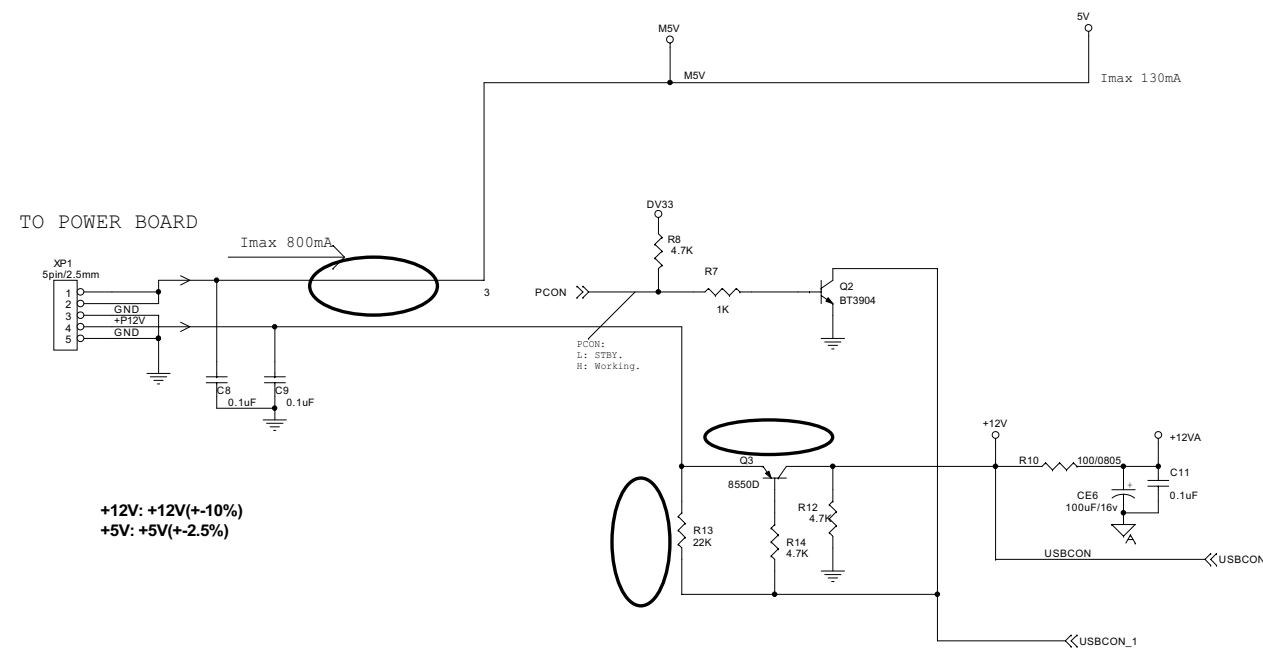 M5V
5V
M5V
Imax 130mA
TO POWER BOARD
Imax 800mA
DV33
R8
4.7K
XP1
5pin/2.5mm
R7
1
2
3
4
5
GND
+P12V
GND
3
PCON
1K
Q2
BT3904
PCON:
L: STBY.
H: Working.
C8
0.1uF
C9
0.1uF
+12V
+12VA
Q3
8550D
R10
100/0805
C11
0.1uF
CE6
100uF/16v
+
A
+12V: +12V(+-10%)
+5V: +5V(+-2.5%)
R12
4.7K
R13
22K
R14
4.7K
USBCON
USBCON
USBCON_1